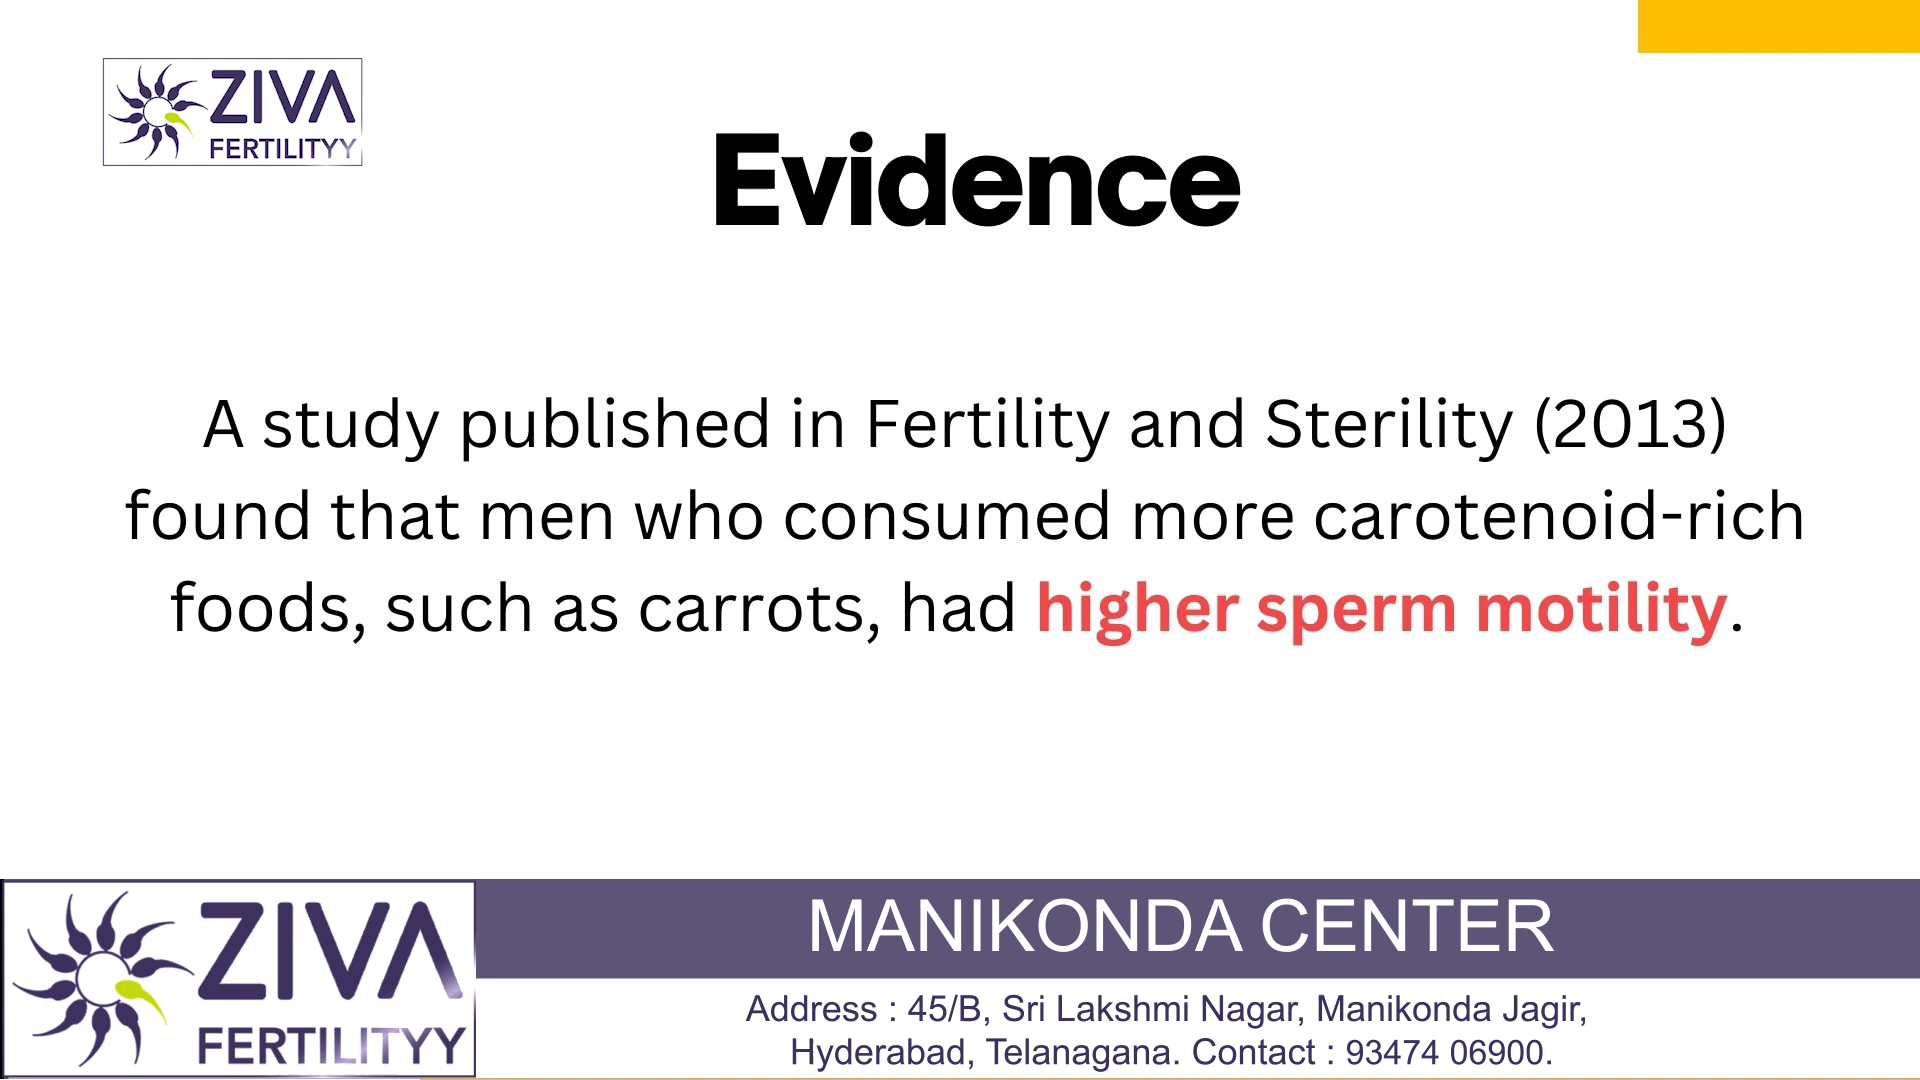 ZIVA
FERTILITYY
Evidence
A study published in Fertility and Sterility (2013)
found that men who consumed more carotenoid-rich
foods, such as carrots, had higher sperm motility.
ZIVA
FERTILITYY
MANIKONDA CENTER
Address : 45/B, Sri Lakshmi Nagar, Manikonda Jagir,
Hyderabad, Telanagana. Contact : 93474 06900.